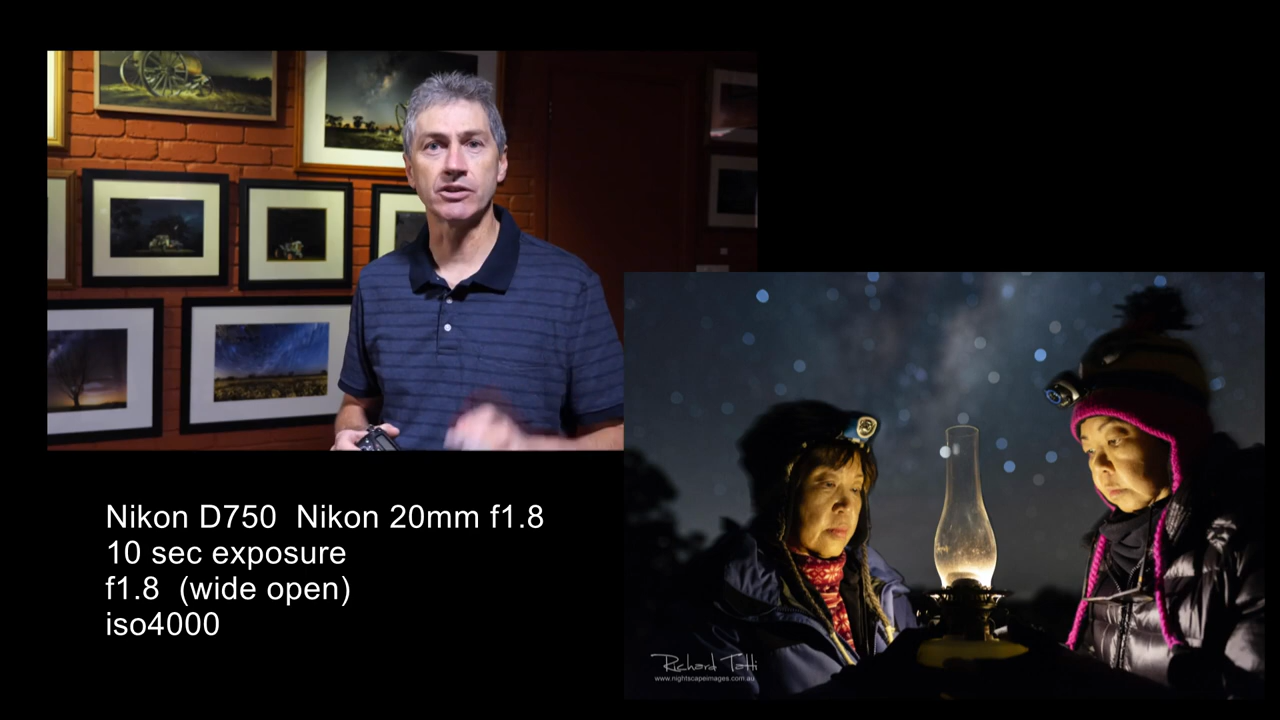 Nikon D750  Nikon 20mm f1.8
10 sec exposure
f1.8  (wide open)
iso4000
Richard Tatti
www.nightscapeimages.com.au